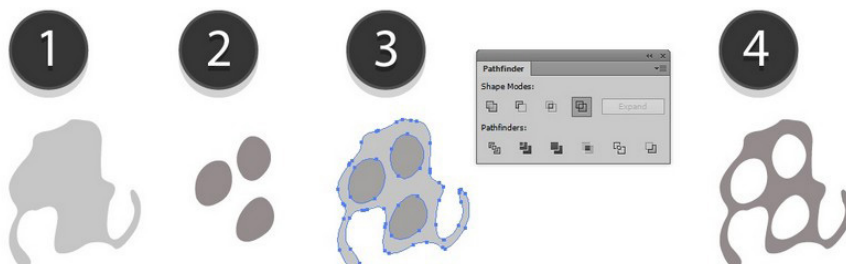 1
2
3
4
Pathfinder
Shape Modes:
Expand
Pathfinders: